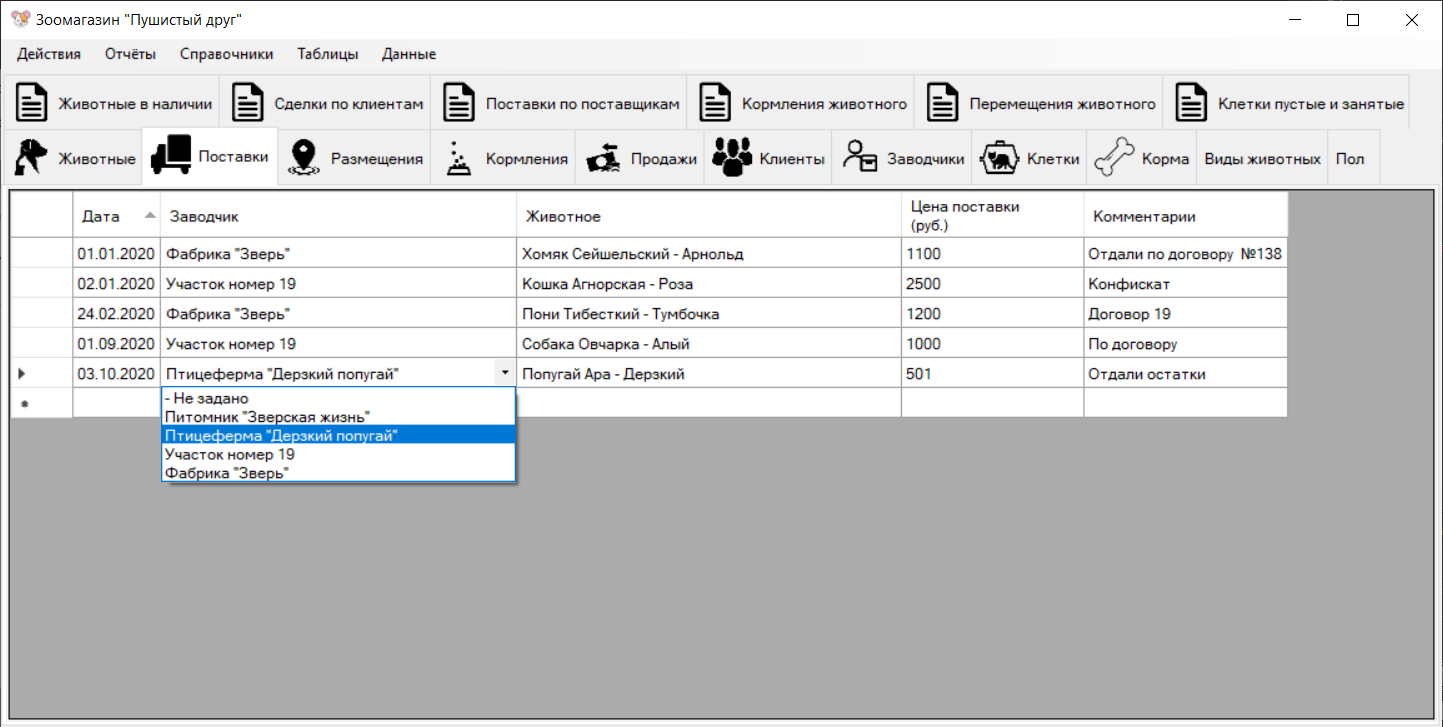 Зоомагазин "Пушистый друг"
Действия Отчёты Справочники Таблицы Данные
Животные в наличии Сделки по клиентам Поставки по поставщикам Кормления животного Перемещения животного Клетки пустые и занятые
Животные Поставки Размещения Кормления Продажи Клиенты Заводчики Клетки Корма Виды животных Пол
Дата Заводчик Животное Цена поставки (руб.) Комментарии
01.01.2020 Фабрика "Зверь" Хомяк Сейшельский - Арнольд 1100 Отдали по договору №138
02.01.2020 Участок номер 19 Кошка Агнорская - Роза 2500 Конфискат
24.02.2020 Фабрика "Зверь" Пони Тибесткий - Тумбочка 1200 Договор 19
01.09.2020 Участок номер 19 Собака Овчарка - Алый 1000 По договору
03.10.2020 Птицеферма "Дерзкий попугай" Попугай Ара - Дерзкий 501 Отдали остатки
- Не задано
Питомник "Зверская жизнь"
Птицеферма "Дерзкий попугай"
Участок номер 19
Фабрика "Зверь"